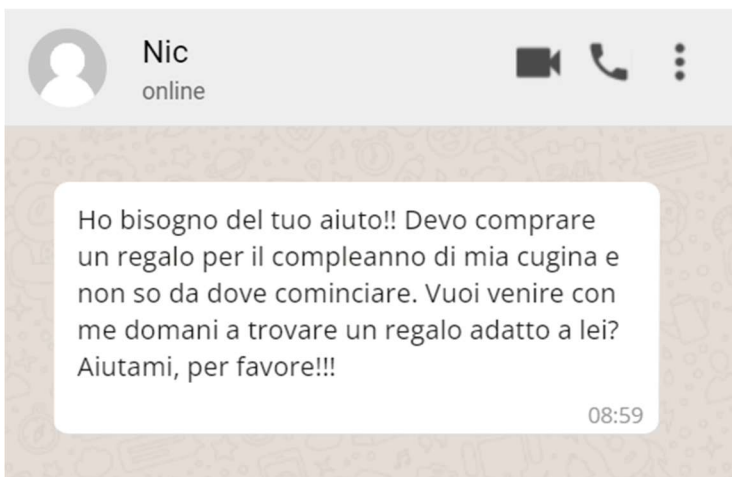 Nic
online
Ho bisogno del tuo aiuto!! Devo comprare
un regalo per il compleanno di mia cugina e
non so da dove cominciare. Vuoi venire con
me domani a trovare un regalo adatto a lei?
Aiutami, per favore!!!
08:59